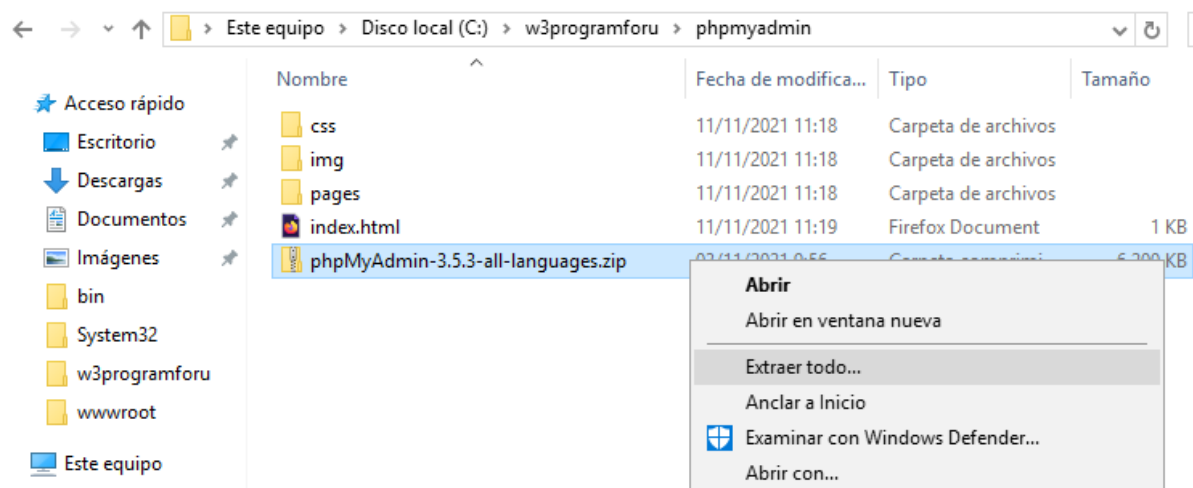 Este equipo > Disco local (C:) > w3programforu > phpmyadmin
Nombre Fecha de modifica... Tipo Tamaño
Acceso rápido
Escritorio
Descargas
Documentos
Imágenes
bin
System32
w3programforu
wwwroot
Este equipo
css 11/11/2021 11:18 Carpeta de archivos
img 11/11/2021 11:18 Carpeta de archivos
pages 11/11/2021 11:18 Carpeta de archivos
index.html 11/11/2021 11:19 Firefox Document 1 KB
phpMyAdmin-3.5.3-all-languages.zip KB
Abrir
Abrir en ventana nueva
Extraer todo...
Anclar a Inicio
Examinar con Windows Defender...
Abrir con...